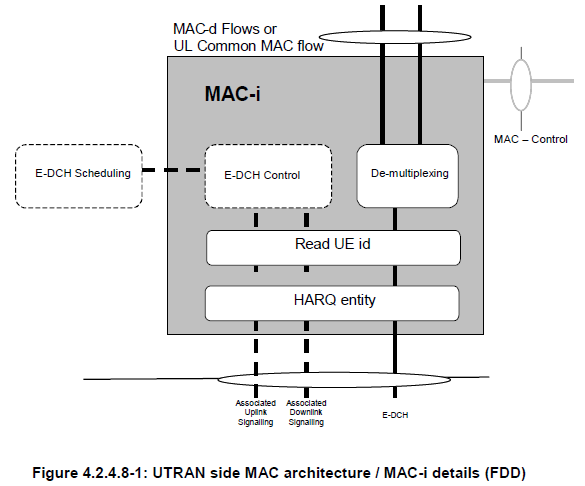 MAC-d Flows or
UL Common MAC flow
MAC-i
MAC – Control
E-DCH Scheduling
E-DCH Control
De-multiplexing
Read UE id
HARQ entity
Associated
Uplink
Signalling
Associated
Downlink
Signalling
E-DCH
Figure 4.2.4.8-1: UTRAN side MAC architecture / MAC-i details (FDD)